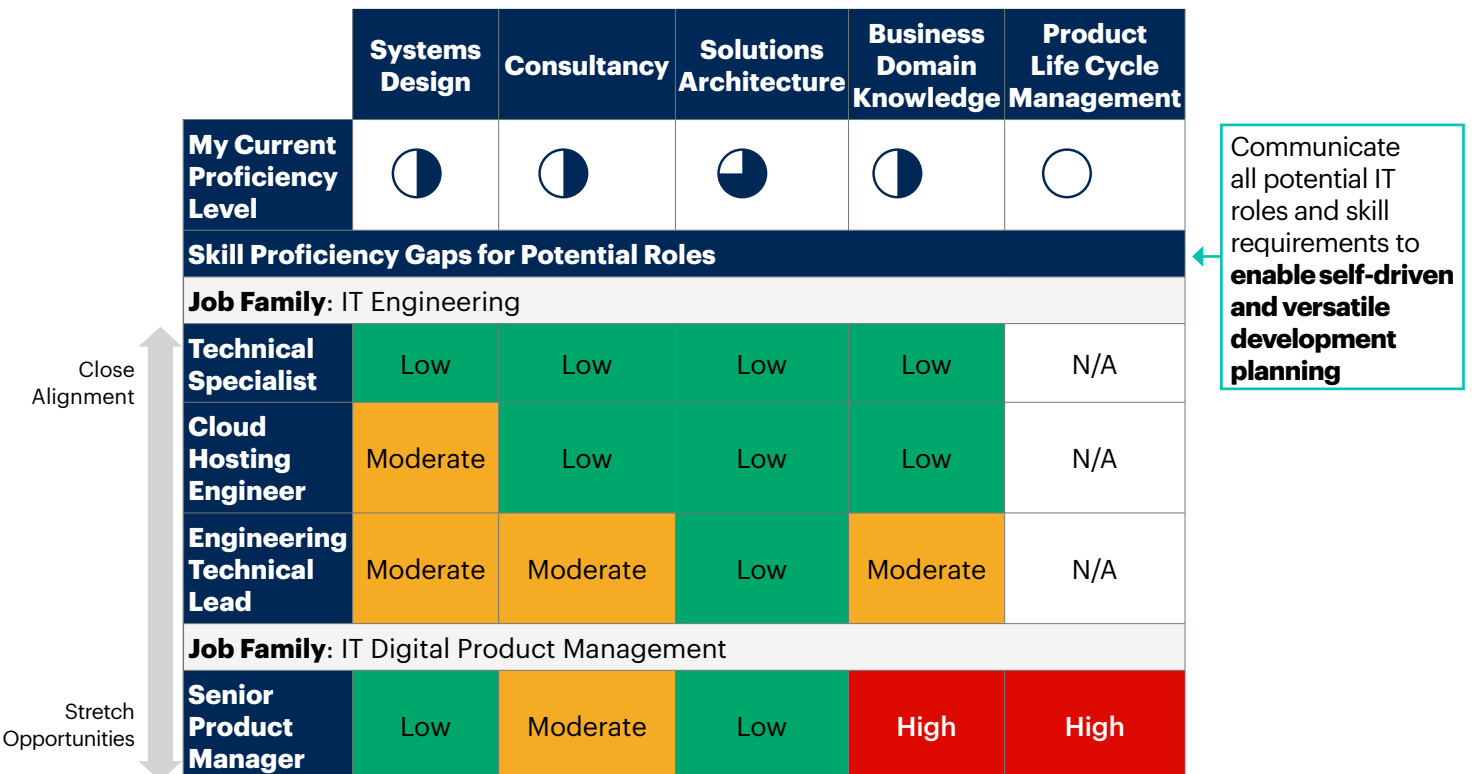 Systems
Design
Consultancy
Solutions
Architecture
Business
Domain
Knowledge
Product
Life Cycle
Management
My Current
Proficiency
Level
Skill Proficiency Gaps for Potential Roles
Job Family: IT Engineering
Technical
Specialist
Low
Low
Low
Low
N/A
Cloud
Hosting
Engineer
Moderate
Low
Low
Low
N/A
Engineering
Technical
Lead
Moderate
Moderate
Low
Moderate
N/A
Job Family: IT Digital Product Management
Senior
Product
Manager
Low
Moderate
Low
High
High
Close
Alignment
Stretch
Opportunities
Communicate
all potential IT
roles and skill
requirements to
enable self-driven
and versatile
development
planning